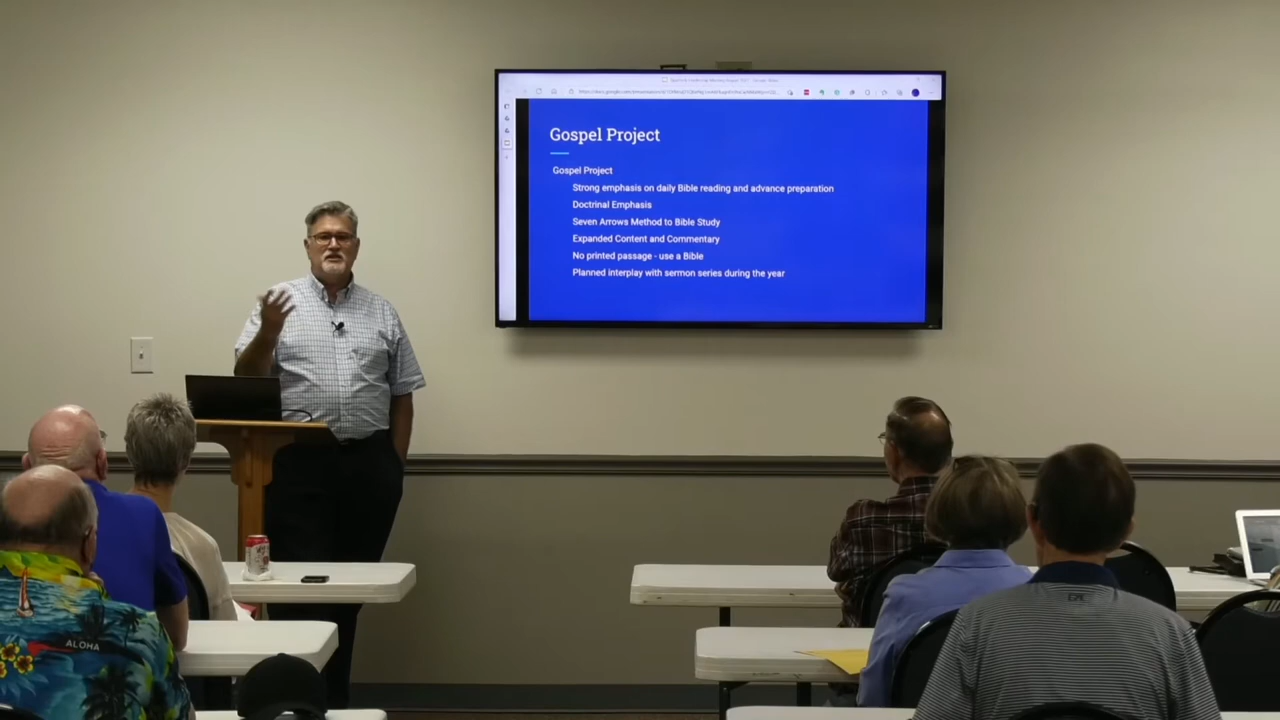 Gospel Project
Gospel Project
Strong emphasis on daily Bible reading and advance preparation
Doctrinal Emphasis
Seven Arrows Method to Bible Study
Expanded Content and Commentary
No printed passage - use a Bible
Planned interplay with sermon series during the year
ALOHA